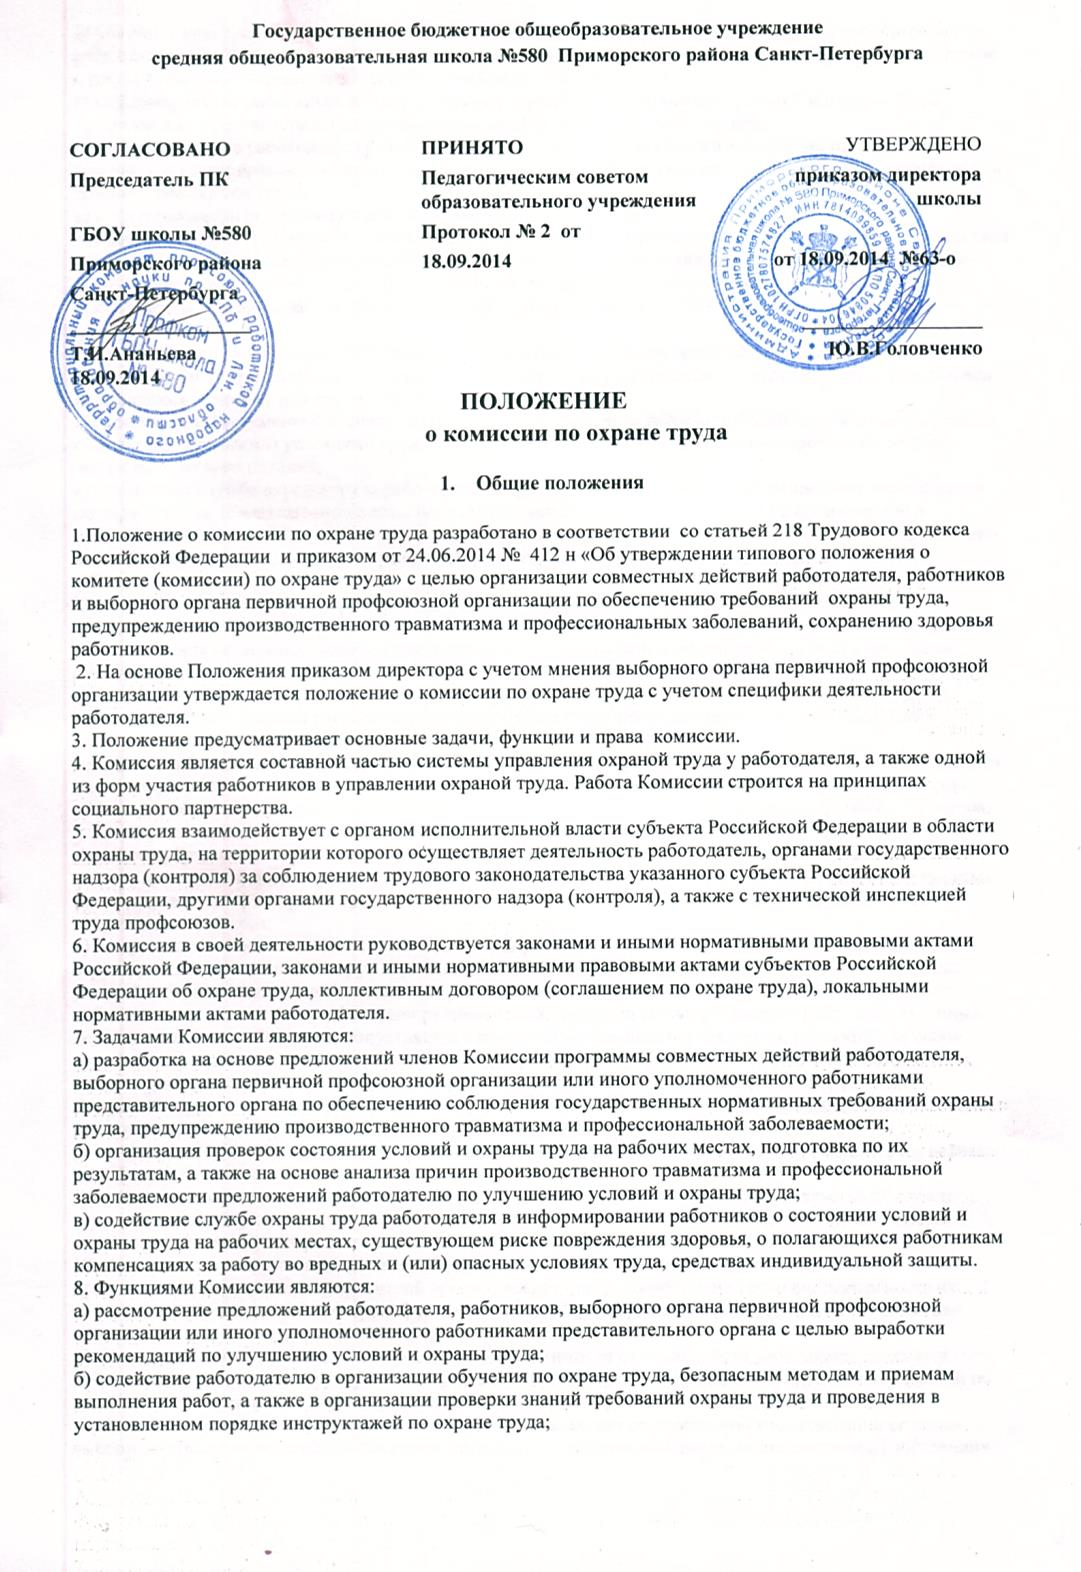 Государственное бюджетное общеобразовательное учреждение
средняя общеобразовательная школа №580 Приморского района Санкт-Петербурга
СОГЛАСОВАНО
Председатель ПК
ГБОУ школы №580
Приморского района
Санкт-Петербурга
Т.И.Ананьева
18.09.2014
ПРИНЯТО
Педагогическим советом
образовательного учреждения
Протокол № 2 от
18.09.2014
УТВЕРЖДЕНО
приказом директора
школы
от 18.09.2014 №63-о
Ю.В.Головченко
Территориальный комитет профсоюза работников народного
образования и науки по СПб и Лен. области
Профком
ГБОУ школа
№ 580
ПОЛОЖЕНИЕ
о комиссии по охране труда
1. Общие положения
1.Положение о комиссии по охране труда разработано в соответствии со статьей 218 Трудового кодекса
Российской Федерации и приказом от 24.06.2014 № 412 н «Об утверждении типового положения о
комитете (комиссии) по охране труда» с целью организации совместных действий работодателя, работников
и выборного органа первичной профсоюзной организации по обеспечению требований охраны труда,
предупреждению производственного травматизма и профессиональных заболеваний, сохранению здоровья
работников.
2. На основе Положения приказом директора с учетом мнения выборного органа первичной профсоюзной
организации утверждается положение о комиссии по охране труда с учетом специфики деятельности
работодателя.
3. Положение предусматривает основные задачи, функции и права комиссии.
4. Комиссия является составной частью системы управления охраной труда у работодателя, а также одной
из форм участия работников в управлении охраной труда. Работа Комиссии строится на принципах
социального партнерства.
5. Комиссия взаимодействует с органом исполнительной власти субъекта Российской Федерации в области
охраны труда, на территории которого осуществляет деятельность работодатель, органами государственного
надзора (контроля) за соблюдением трудового законодательства указанного субъекта Российской
Федерации, другими органами государственного надзора (контроля), а также с технической инспекцией
труда профсоюзов.
6. Комиссия в своей деятельности руководствуется законами и иными нормативными правовыми актами
Российской Федерации, законами и иными нормативными правовыми актами субъектов Российской
Федерации об охране труда, коллективным договором (соглашением по охране труда), локальными
нормативными актами работодателя.
7. Задачами Комиссии являются:
а) разработка на основе предложений членов Комиссии программы совместных действий работодателя,
выборного органа первичной профсоюзной организации или иного уполномоченного работниками
представительного органа по обеспечению соблюдения государственных нормативных требований охраны
труда, предупреждению производственного травматизма и профессиональной заболеваемости;
б) организация проверок состояния условий и охраны труда на рабочих местах, подготовка по их
результатам, а также на основе анализа причин производственного травматизма и профессиональной
заболеваемости предложений работодателю по улучшению условий и охраны труда;
в) содействие службе охраны труда работодателя в информировании работников о состоянии условий и
охраны труда на рабочих местах, существующем риске повреждения здоровья, о полагающихся работникам
компенсациях за работу во вредных и (или) опасных условиях труда, средствах индивидуальной защиты.
8. Функциями Комиссии являются:
а) рассмотрение предложений работодателя, работников, выборного органа первичной профсоюзной
организации или иного уполномоченного работниками представительного органа с целью выработки
рекомендаций по улучшению условий и охраны труда;
б) содействие работодателю в организации обучения по охране труда, безопасным методам и приемам
выполнения работ, а также в организации проверки знаний требований охраны труда и проведения в
установленном порядке инструктажей по охране труда;